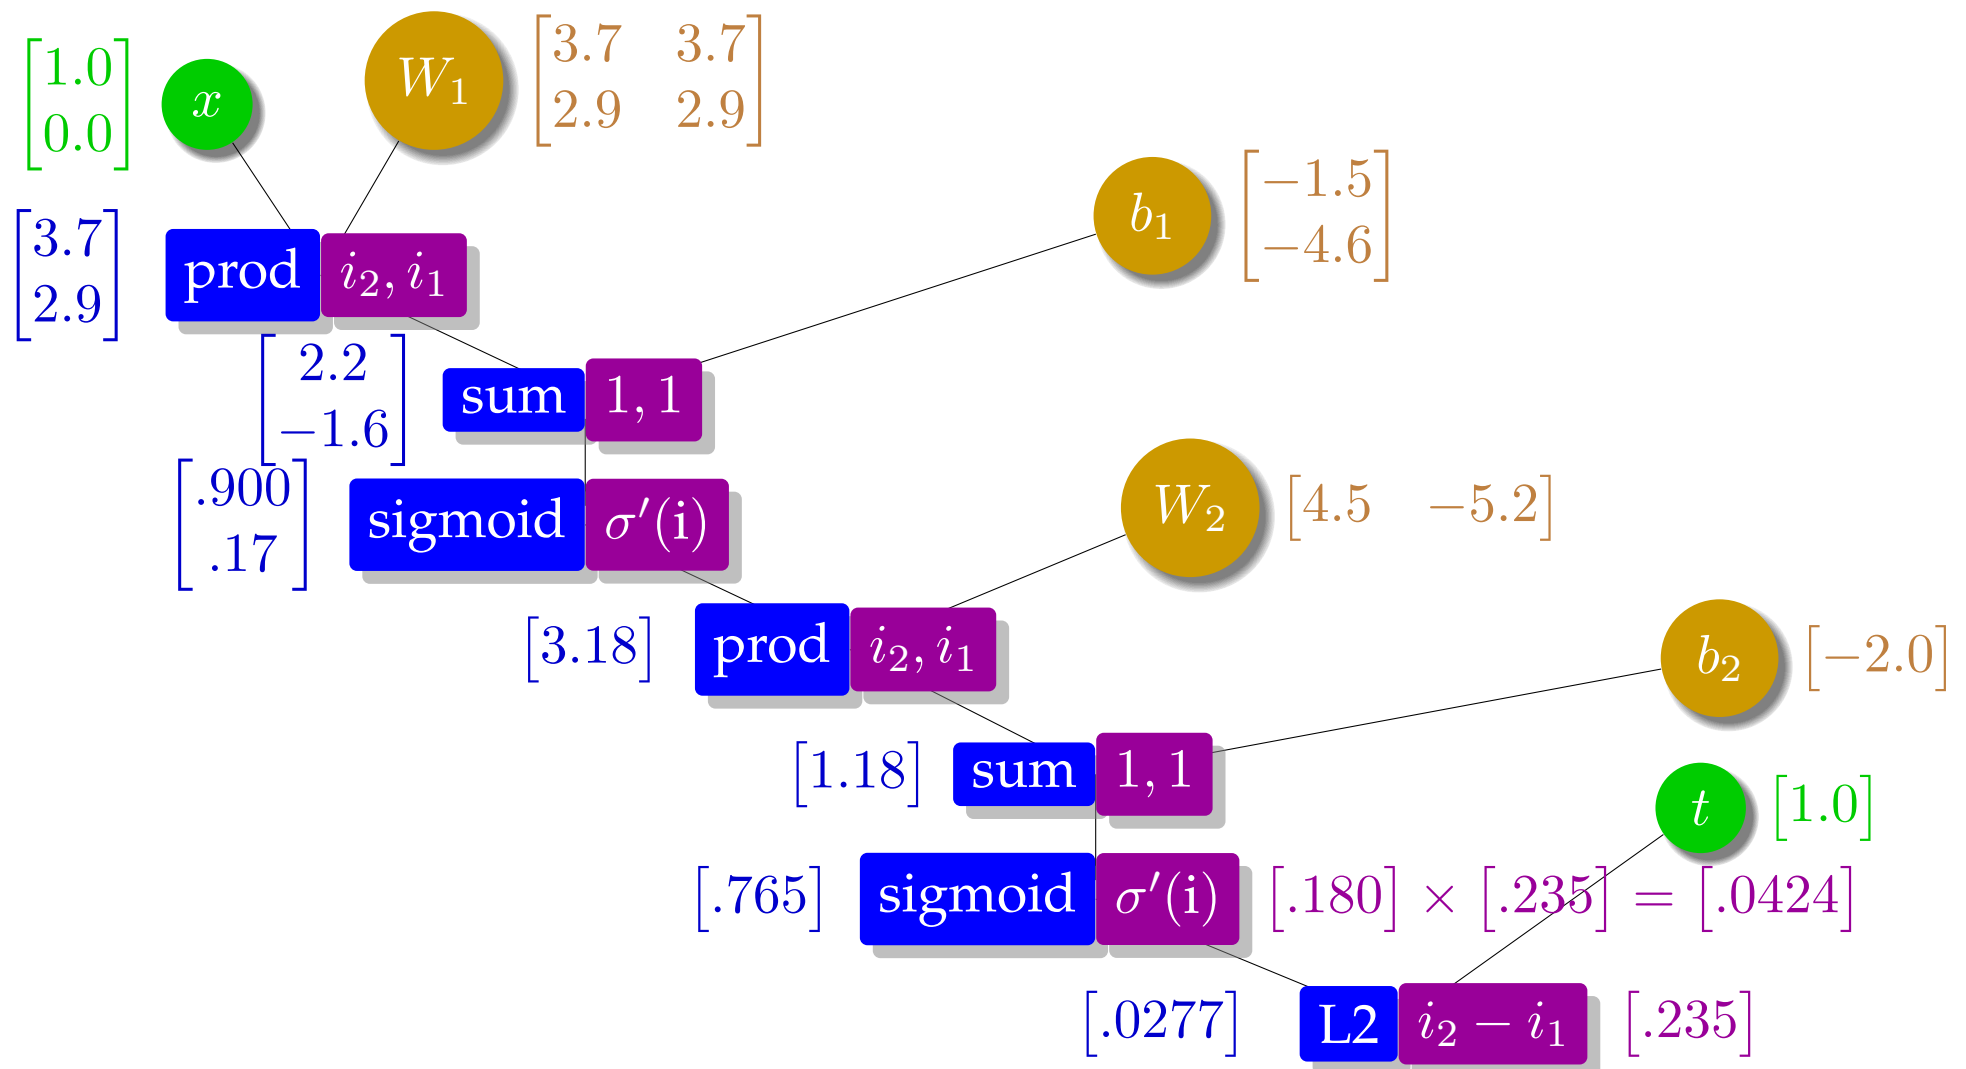 [1.0 0.0] x W₁ [3.7 3.7 2.9 2.9]
[3.7 2.9] prod i₂, i₁ b₁ [−1.5 −4.6]
[2.2 −1.6] sum 1, 1
[.900 .17] sigmoid σ′(i) W₂ [4.5 −5.2]
[3.18] prod i₂, i₁ b₂ [−2.0]
[1.18] sum 1, 1 t [1.0]
[.765] sigmoid σ′(i) [.180] × [.235] = [.0424]
[.0277] L2 i₂ − i₁ [.235]